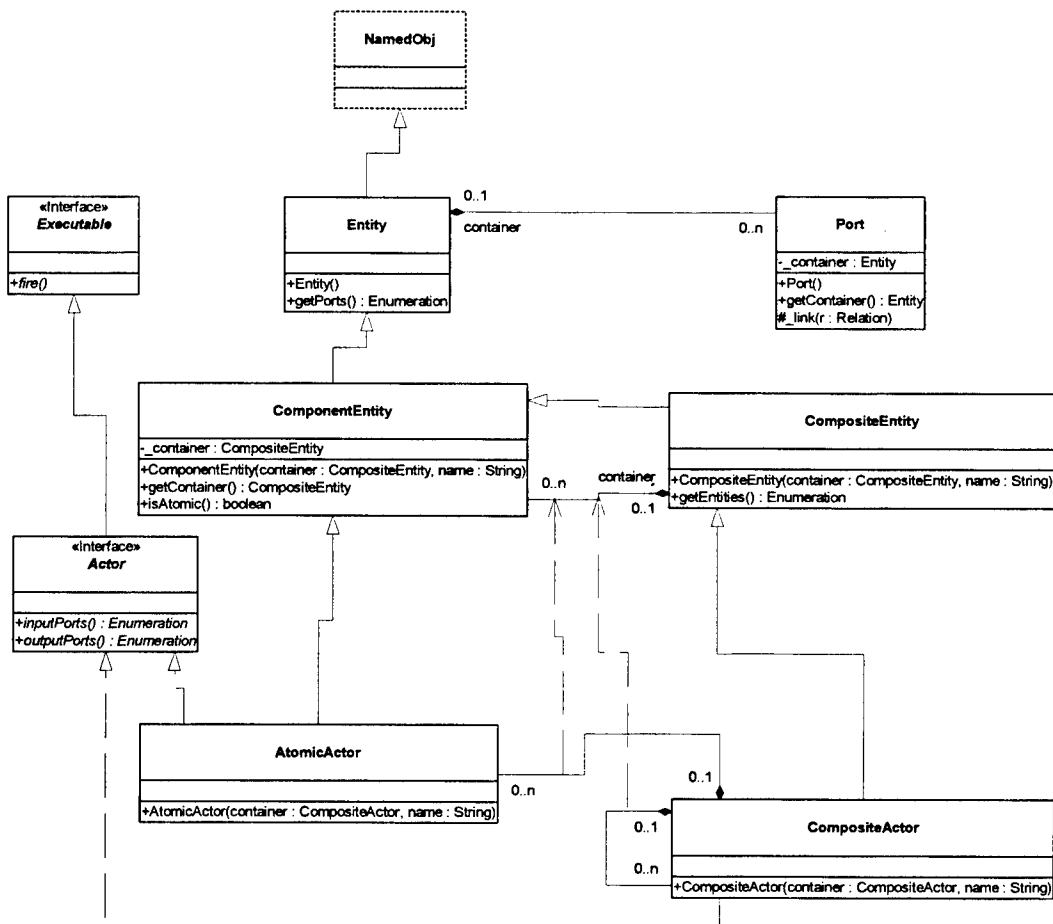 NamedObj
«Interface»
Executable
+fire()
Entity
+Entity()
+getPorts() : Enumeration
0..1
container
0..n
Port
-_container : Entity
+Port()
+getContainer() : Entity
#_link(r : Relation)
ComponentEntity
-_container : CompositeEntity
+ComponentEntity(container : CompositeEntity, name : String)
+getContainer() : CompositeEntity
+isAtomic() : boolean
0..n
container
0..1
CompositeEntity
+CompositeEntity(container : CompositeEntity, name : String)
+getEntities() : Enumeration
«Interface»
Actor
+inputPorts() : Enumeration
+outputPorts() : Enumeration
AtomicActor
+AtomicActor(container : CompositeActor, name : String)
0..n
0..1
0..1
0..n
CompositeActor
+CompositeActor(container : CompositeActor, name : String)